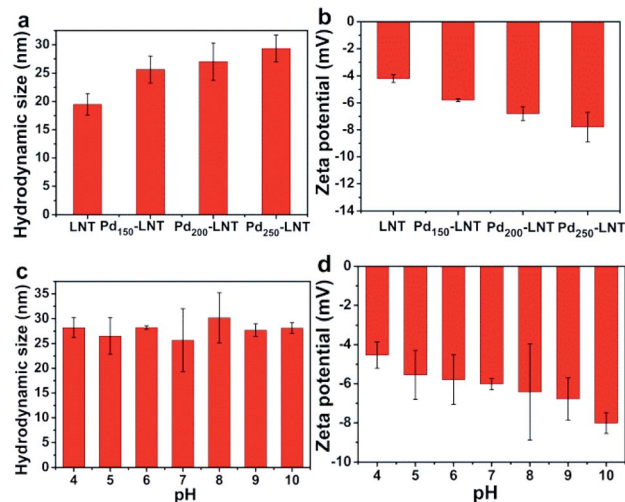 a
Hydrodynamic size (nm)
30
25
20
15
10
5
0
LNT Pd150-LNT Pd200-LNT Pd250-LNT
b
Zeta potential (mV)
0
-2
-4
-6
-8
-10
-12
-14
LNT Pd150-LNT Pd200-LNT Pd250-LNT
c
Hydrodynamic size (nm)
35
30
25
20
15
10
5
0
4 5 6 7 8 9 10
pH
d
Zeta potential (mV)
0
-2
-4
-6
-8
-10
4 5 6 7 8 9 10
pH